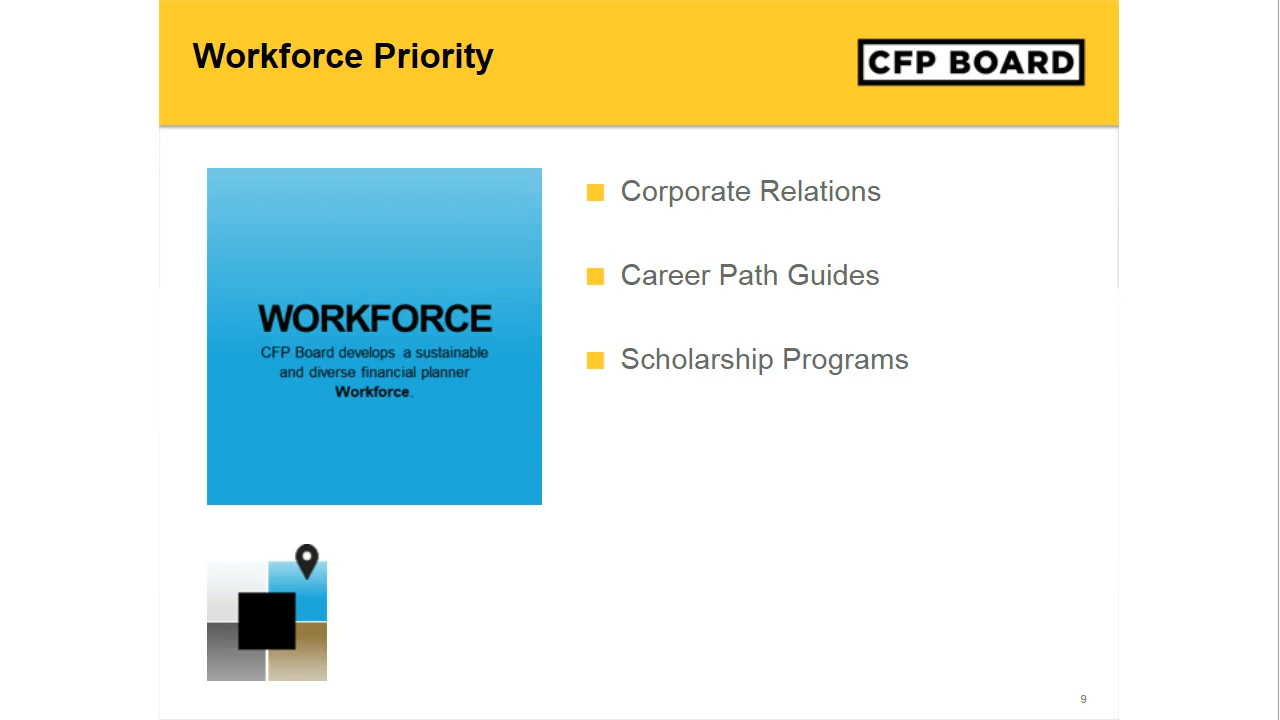 Workforce Priority
CFP BOARD
WORKFORCE
CFP Board develops a sustainable
and diverse financial planner
Workforce.
Corporate Relations
Career Path Guides
Scholarship Programs
9